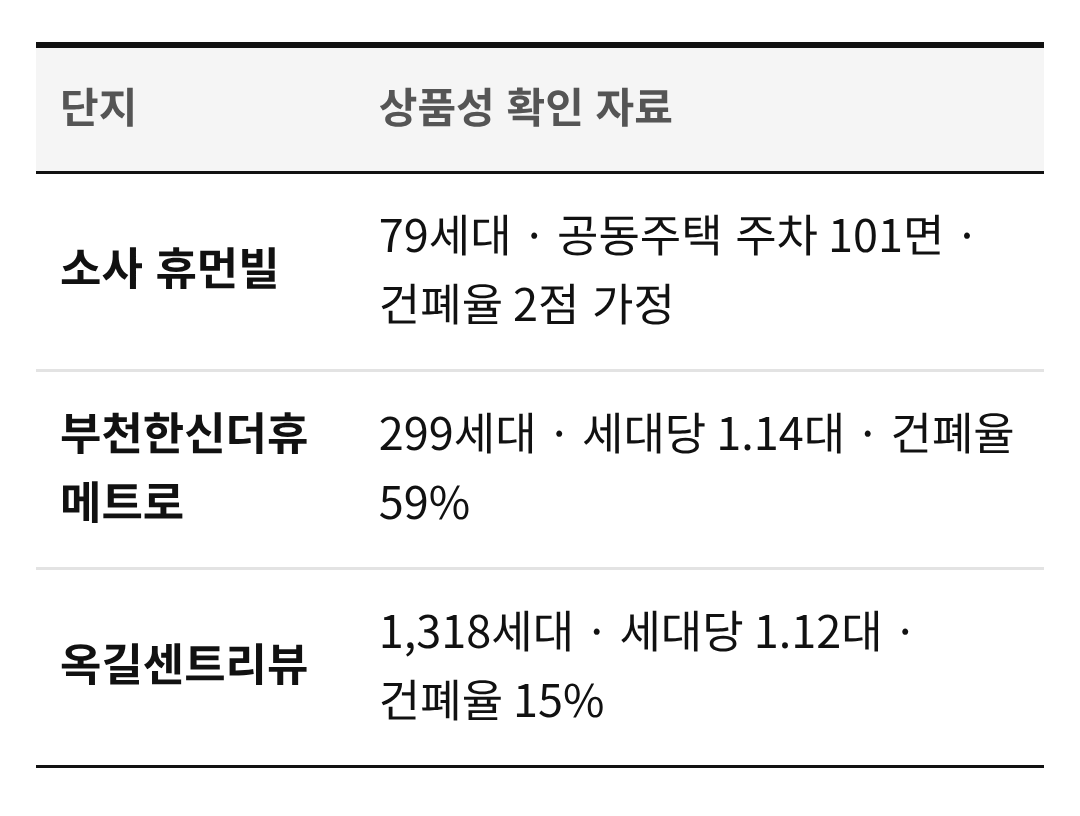 단지 상품성 확인 자료
소사 휴먼빌 79세대 · 공동주택 주차 101면 ·
건폐율 2점 가정
부천한신더휴 299세대 · 세대당 1.14대 · 건폐율
메트로 59%
옥길센트리뷰 1,318세대 · 세대당 1.12대 ·
건폐율 15%